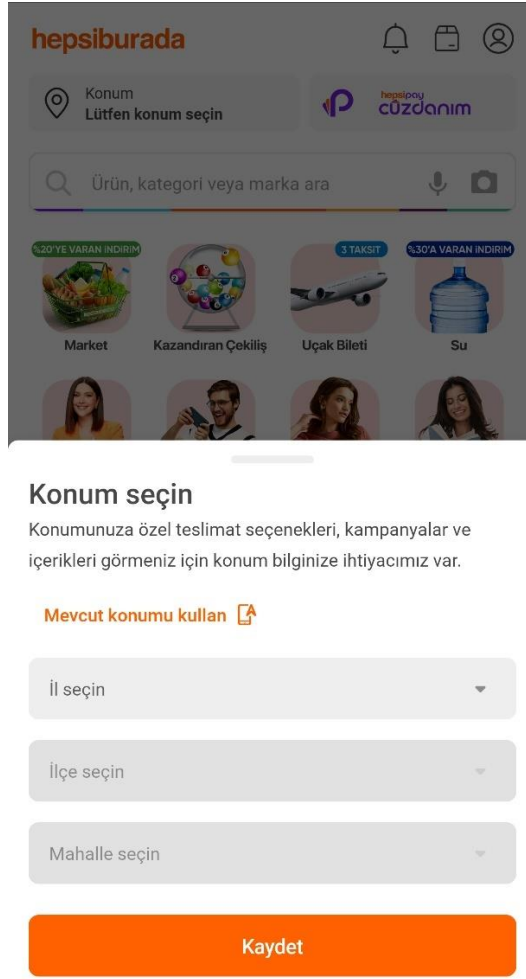 hepsiburada
Konum
Lütfen konum seçin
hepsipay
cüzdanım
Ürün, kategori veya marka ara
%20'YE VARAN İNDİRİM
3 TAKSİT
%30'A VARAN İNDİRİM
Market
Kazandıran Çekiliş
Uçak Bileti
Su
Konum seçin
Konumunuza özel teslimat seçenekleri, kampanyalar ve
içerikleri görmeniz için konum bilginize ihtiyacımız var.
Mevcut konumu kullan
İl seçin
İlçe seçin
Mahalle seçin
Kaydet